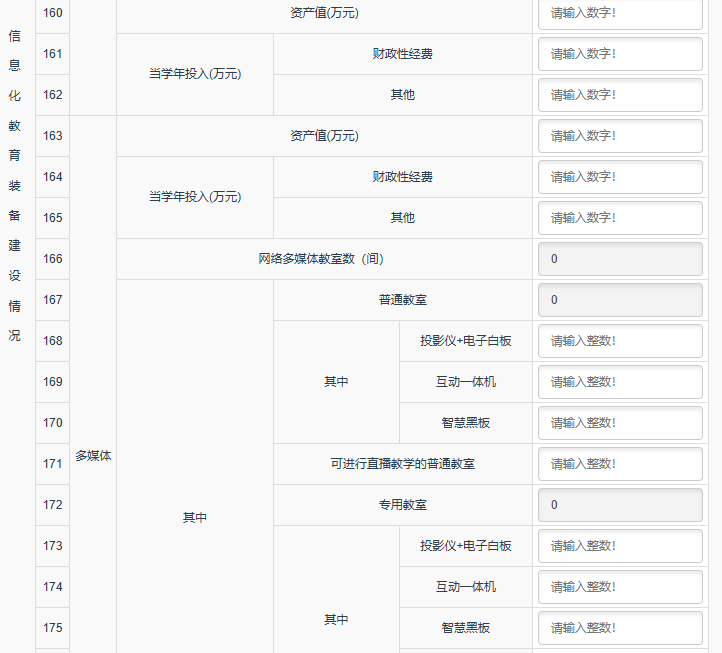 信息化教育装备建设情况
160 资产值(万元) 请输入数字!
161 当学年投入(万元) 财政性经费 请输入数字!
162 其他 请输入数字!
多媒体
163 资产值(万元) 请输入数字!
164 当学年投入(万元) 财政性经费 请输入数字!
165 其他 请输入数字!
166 网络多媒体教室数（间） 0
其中
167 普通教室 0
其中
168 投影仪+电子白板 请输入整数!
169 互动一体机 请输入整数!
170 智慧黑板 请输入整数!
171 可进行直播教学的普通教室 请输入整数!
172 专用教室 0
其中
173 投影仪+电子白板 请输入整数!
174 互动一体机 请输入整数!
175 智慧黑板 请输入整数!